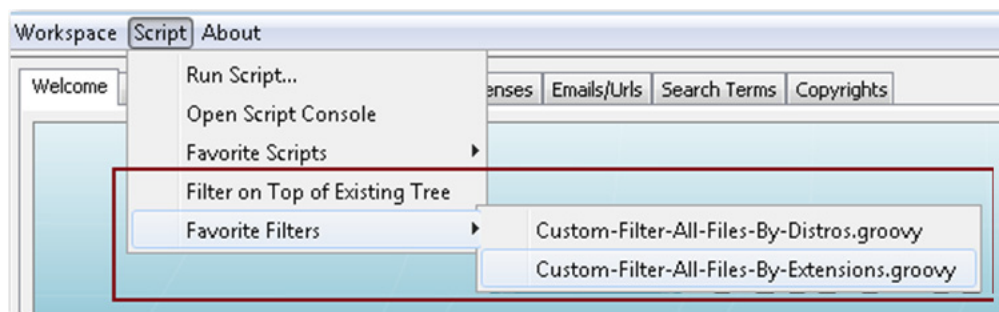 Workspace Script About
Welcome enses Emails/Urls Search Terms Copyrights
Run Script...
Open Script Console
Favorite Scripts
Filter on Top of Existing Tree
Favorite Filters
Custom-Filter-All-Files-By-Distros.groovy
Custom-Filter-All-Files-By-Extensions.groovy